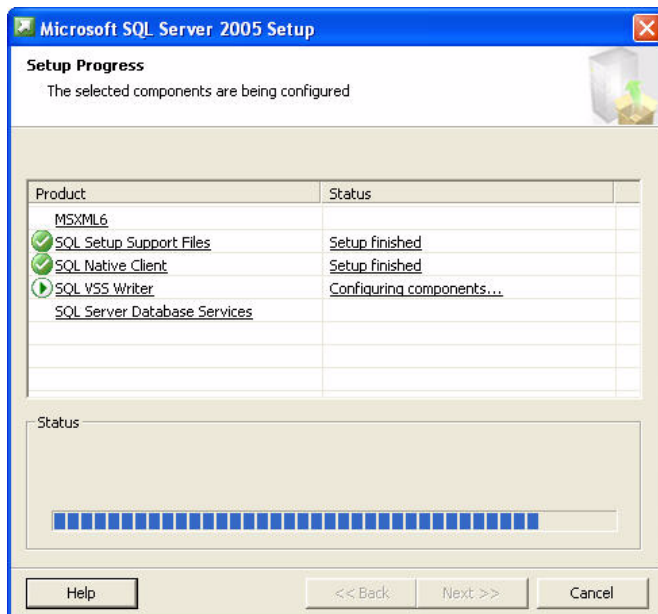 Microsoft SQL Server 2005 Setup
Setup Progress
The selected components are being configured
Product Status
MSXML6
SQL Setup Support Files Setup finished
SQL Native Client Setup finished
SQL VSS Writer Configuring components...
SQL Server Database Services
Status
Help << Back Next >> Cancel